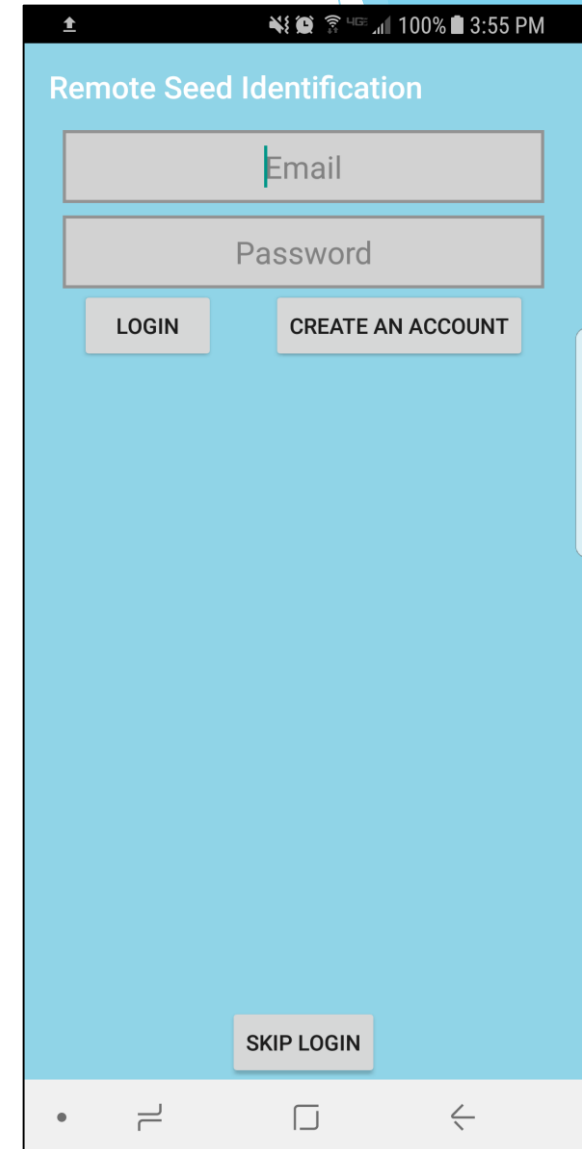 100% 3:55 PM
Remote Seed Identification
Email
Password
LOGIN CREATE AN ACCOUNT
SKIP LOGIN